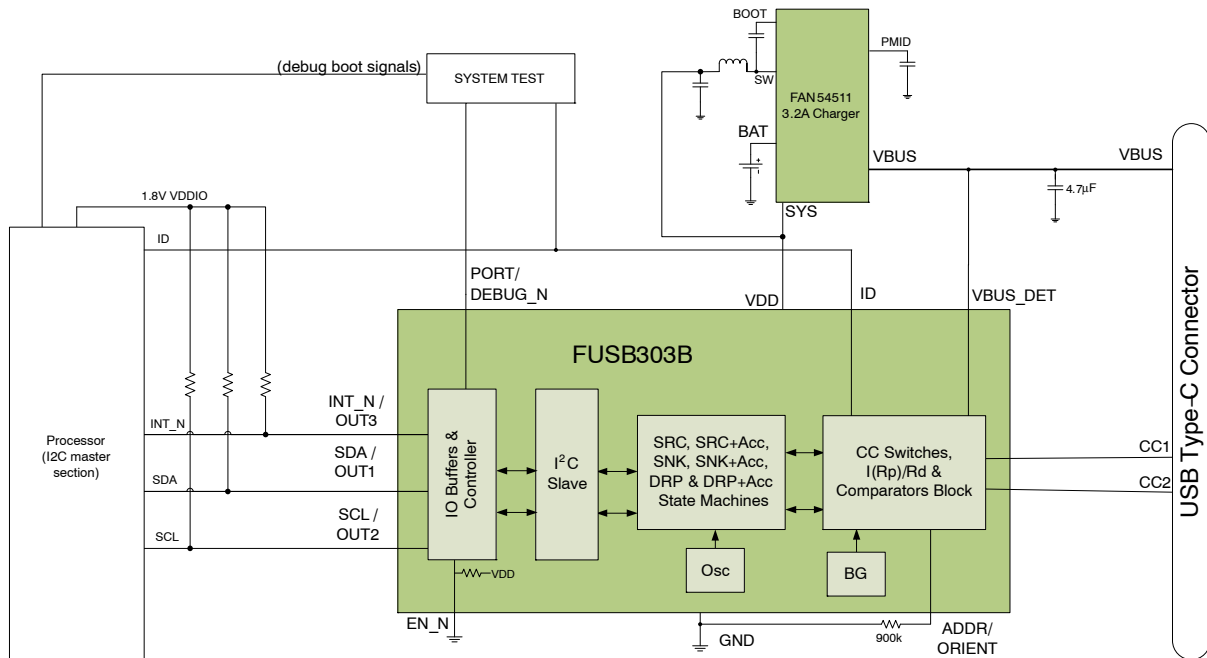 BOOT
PMID
(debug boot signals)
SYSTEM TEST
SW
FAN54511
3.2A Charger
BAT
+
-
VBUS
VBUS
4.7µF
1.8V VDDIO
SYS
ID
PORT/
DEBUG_N
VDD
ID
VBUS_DET
FUSB303B
INT_N /
OUT3
INT_N
Processor
(I2C master
section)
SDA /
OUT1
SDA
SCL /
OUT2
SCL
IO Buffers &
Controller
I²C
Slave
SRC, SRC+Acc,
SNK, SNK+Acc,
DRP & DRP+Acc
State Machines
CC Switches,
I(Rp)/Rd &
Comparators Block
CC1
CC2
USB Type-C Connector
Osc
BG
VDD
EN_N
GND
900k
ADDR/
ORIENT